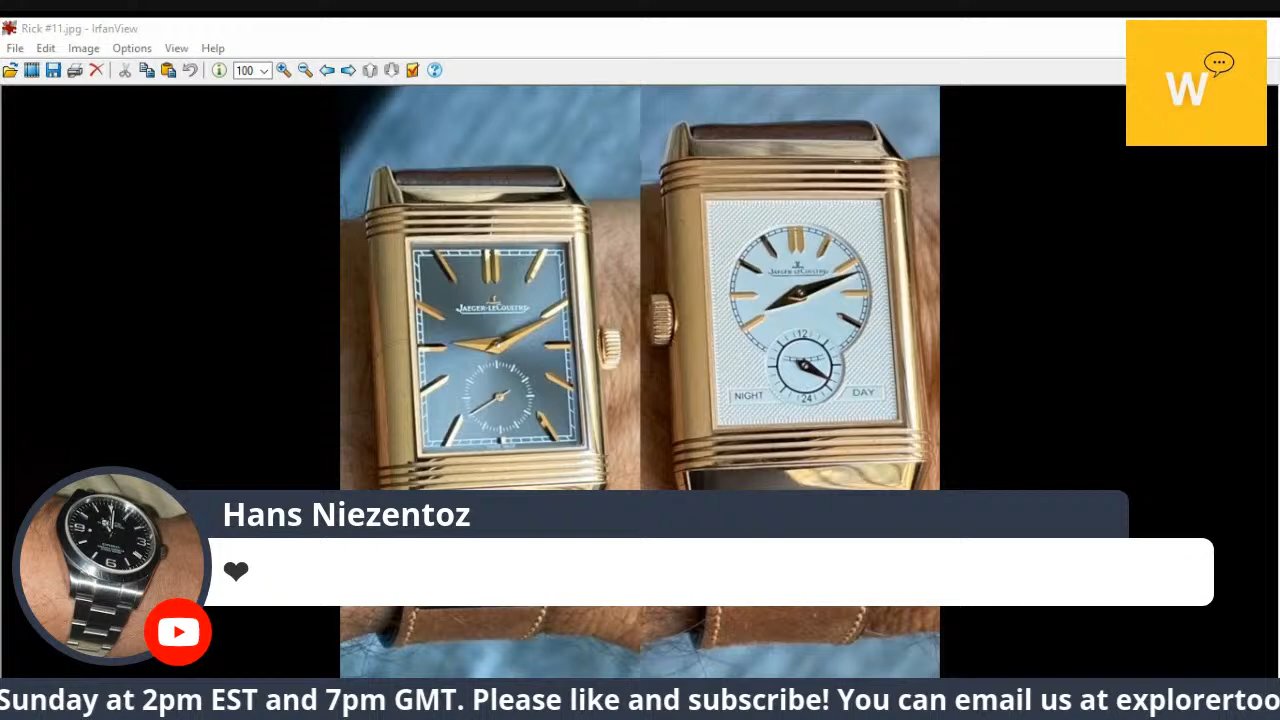 Rick #11.jpg - IrfanView
File Edit Image Options View Help
100
W
JAEGER-LECOULTRE
JAEGER-LECOULTRE
12
24
NIGHT DAY
Hans Niezentoz
❤
Sunday at 2pm EST and 7pm GMT. Please like and subscribe! You can email us at explorertoo